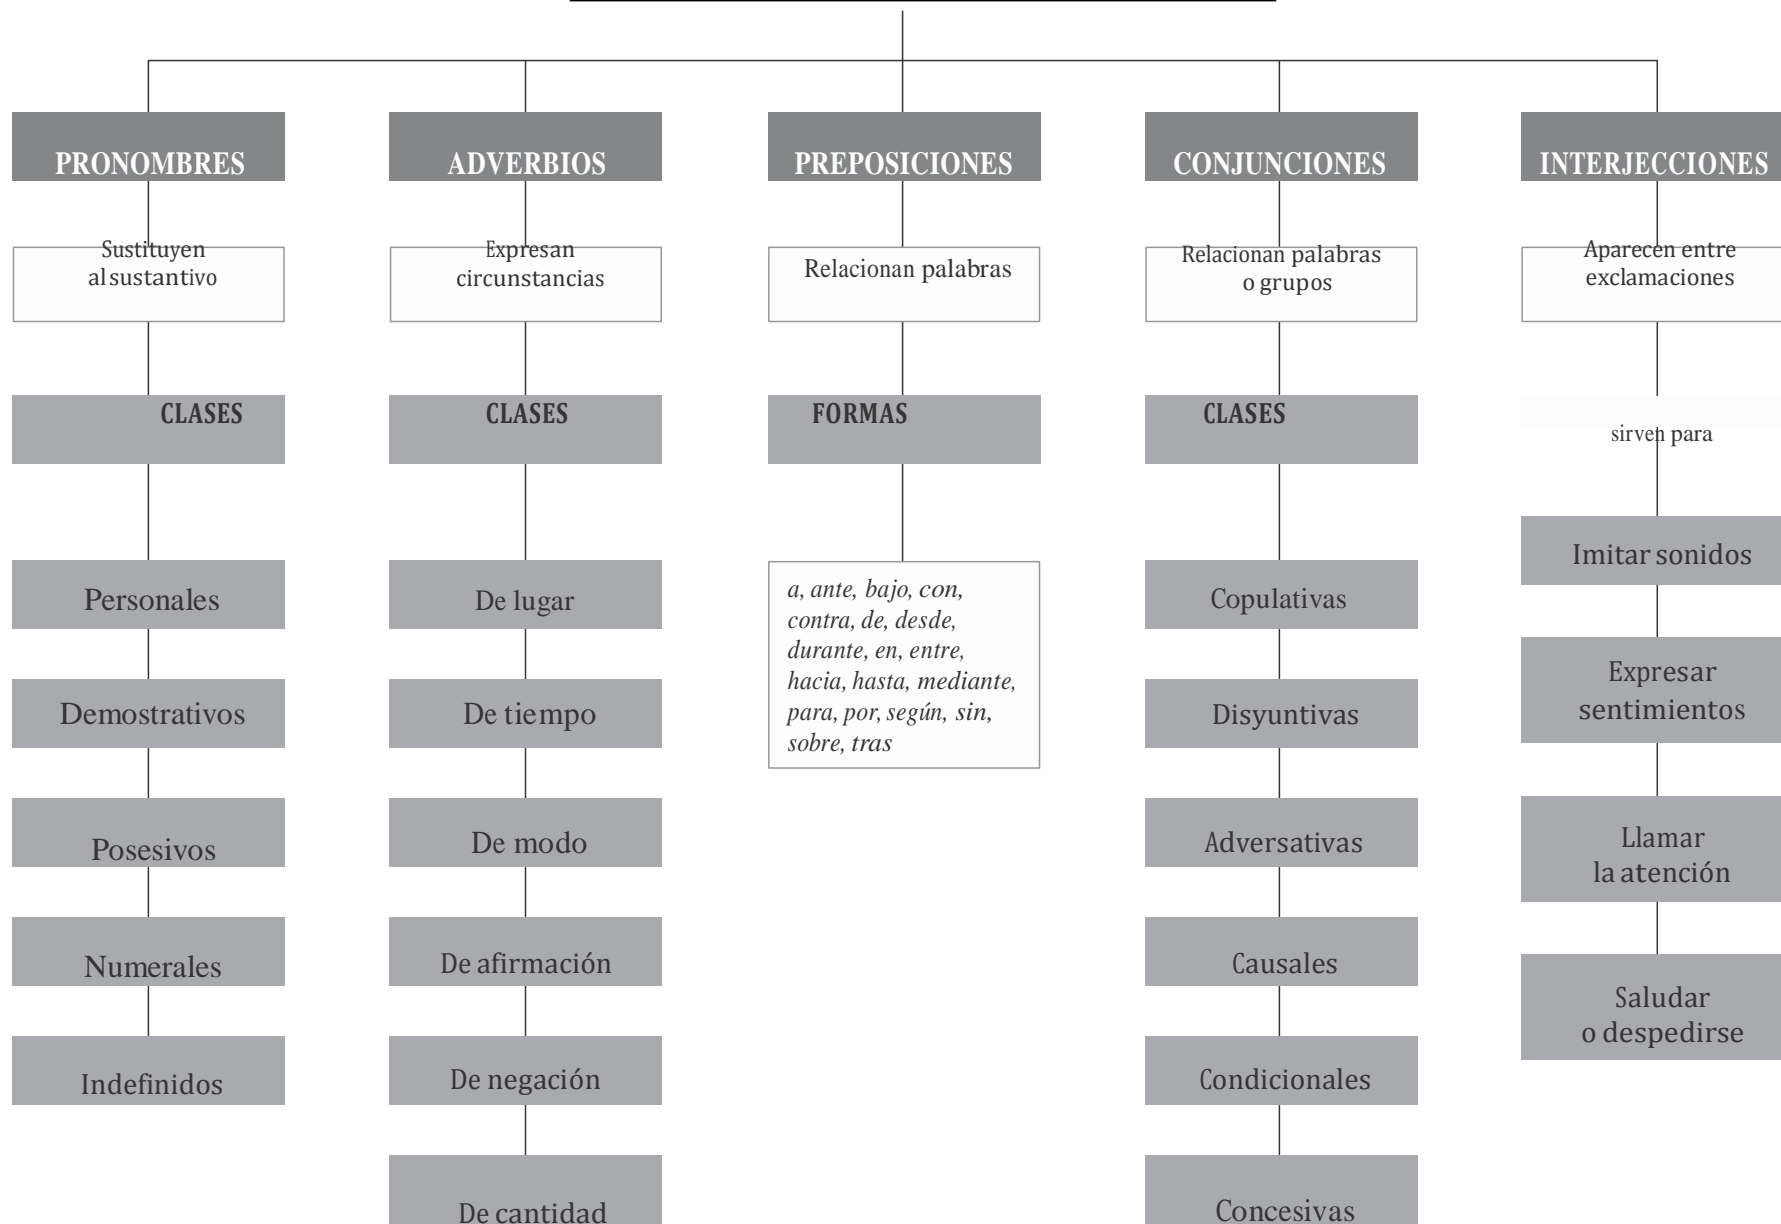 PRONOMBRES
Sustituyen
al sustantivo
CLASES
Personales
Demostrativos
Posesivos
Numerales
Indefinidos
ADVERBIOS
Expresan
circunstancias
CLASES
De lugar
De tiempo
De modo
De afirmación
De negación
De cantidad
PREPOSICIONES
Relacionan palabras
FORMAS
a, ante, bajo, con,
contra, de, desde,
durante, en, entre,
hacia, hasta, mediante,
para, por, según, sin,
sobre, tras
CONJUNCIONES
Relacionan palabras
o grupos
CLASES
Copulativas
Disyuntivas
Adversativas
Causales
Condicionales
Concesivas
INTERJECCIONES
Aparecen entre
exclamaciones
sirven para
Imitar sonidos
Expresar
sentimientos
Llamar
la atención
Saludar
o despedirse